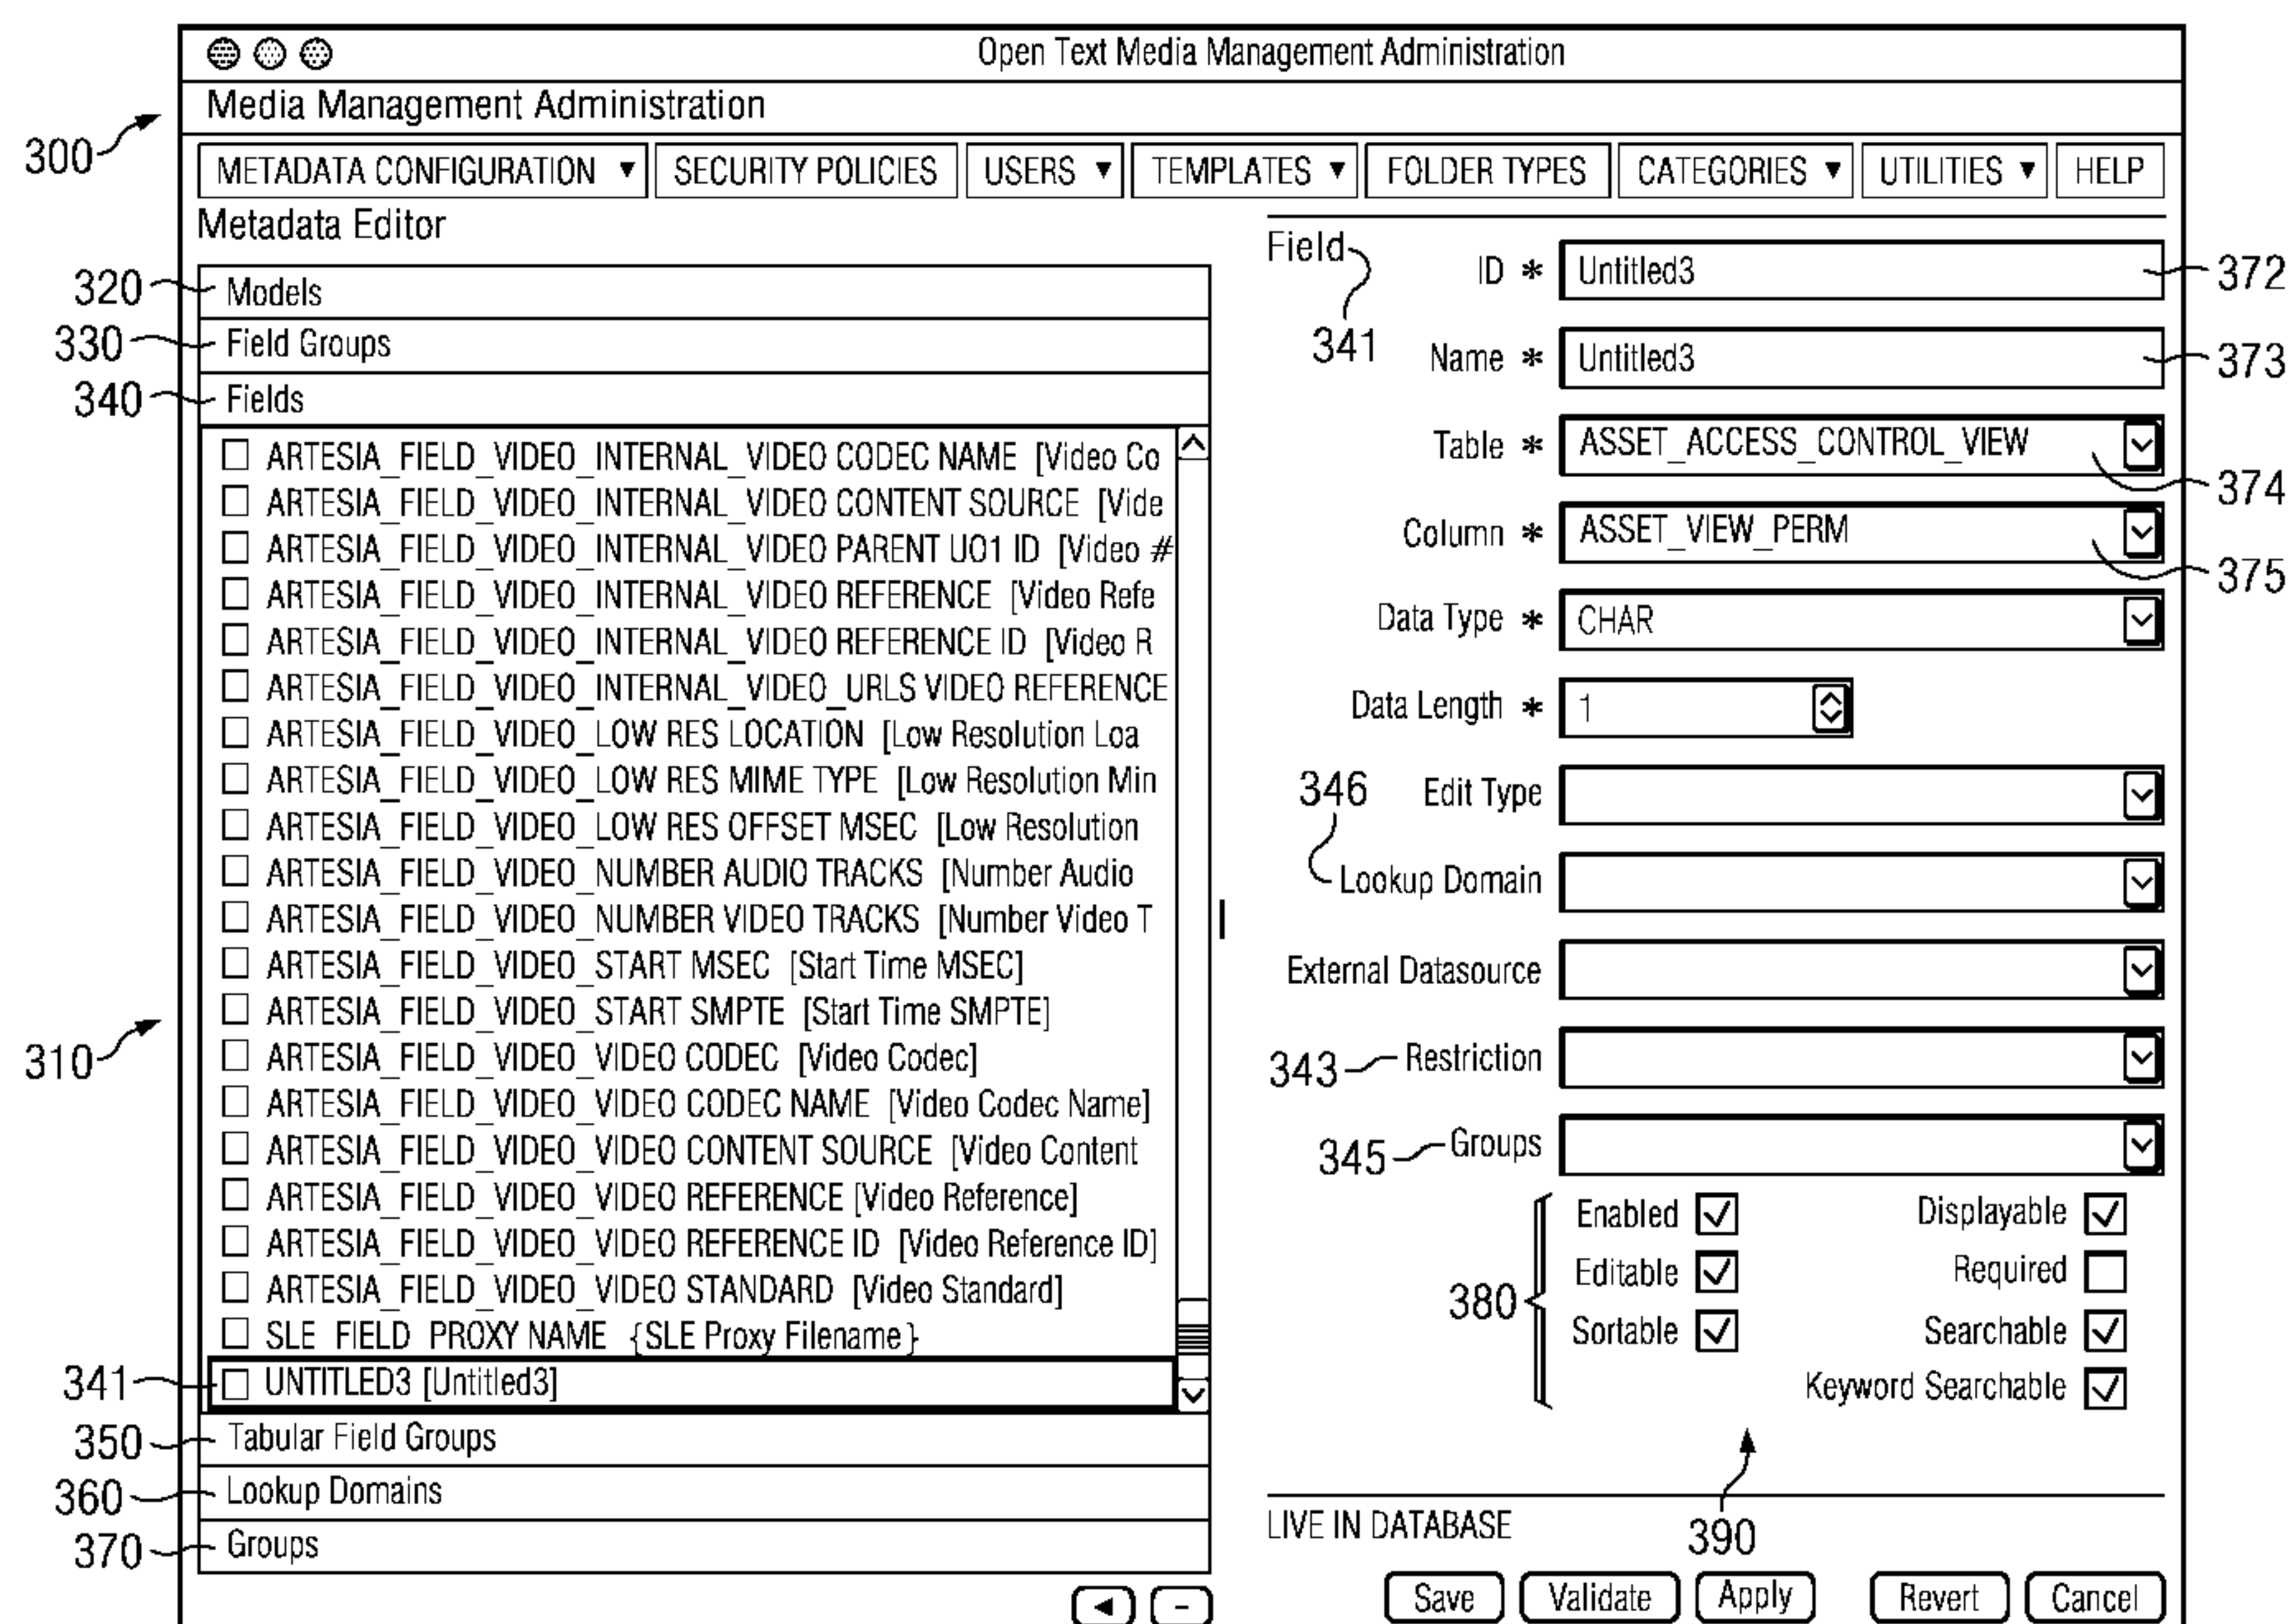 Open Text Media Management Administration
Media Management Administration
300
METADATA CONFIGURATION ▼ SECURITY POLICIES USERS ▼ TEMPLATES ▼ FOLDER TYPES CATEGORIES ▼ UTILITIES ▼ HELP
Metadata Editor
320 Models
330 Field Groups
340 Fields
ARTESIA_FIELD_VIDEO_INTERNAL_VIDEO CODEC NAME [Video Co
ARTESIA_FIELD_VIDEO_INTERNAL_VIDEO CONTENT SOURCE [Vide
ARTESIA_FIELD_VIDEO_INTERNAL_VIDEO PARENT UO1 ID [Video #
ARTESIA_FIELD_VIDEO_INTERNAL_VIDEO REFERENCE [Video Refe
ARTESIA_FIELD_VIDEO_INTERNAL_VIDEO REFERENCE ID [Video R
ARTESIA_FIELD_VIDEO_INTERNAL_VIDEO_URLS VIDEO REFERENCE
ARTESIA_FIELD_VIDEO_LOW RES LOCATION [Low Resolution Loa
ARTESIA_FIELD_VIDEO_LOW RES MIME TYPE [Low Resolution Min
ARTESIA_FIELD_VIDEO_LOW RES OFFSET MSEC [Low Resolution
ARTESIA_FIELD_VIDEO_NUMBER AUDIO TRACKS [Number Audio
ARTESIA_FIELD_VIDEO_NUMBER VIDEO TRACKS [Number Video T
ARTESIA_FIELD_VIDEO_START MSEC [Start Time MSEC]
ARTESIA_FIELD_VIDEO_START SMPTE [Start Time SMPTE]
310
ARTESIA_FIELD_VIDEO_VIDEO CODEC [Video Codec]
ARTESIA_FIELD_VIDEO_VIDEO CODEC NAME [Video Codec Name]
ARTESIA_FIELD_VIDEO_VIDEO CONTENT SOURCE [Video Content
ARTESIA_FIELD_VIDEO_VIDEO REFERENCE [Video Reference]
ARTESIA_FIELD_VIDEO_VIDEO REFERENCE ID [Video Reference ID]
ARTESIA_FIELD_VIDEO_VIDEO STANDARD [Video Standard]
SLE_FIELD_PROXY NAME {SLE Proxy Filename}
341 UNTITLED3 [Untitled3]
350 Tabular Field Groups
360 Lookup Domains
370 Groups
◄ –
Field
341
ID * Untitled3 372
Name * Untitled3 373
Table * ASSET_ACCESS_CONTROL_VIEW 374
Column * ASSET_VIEW_PERM 375
Data Type * CHAR
Data Length * 1
Edit Type
346 Lookup Domain
External Datasource
343 Restriction
345 Groups
380
Enabled Displayable
Editable Required
Sortable Searchable
Keyword Searchable
390
LIVE IN DATABASE
Save Validate Apply Revert Cancel